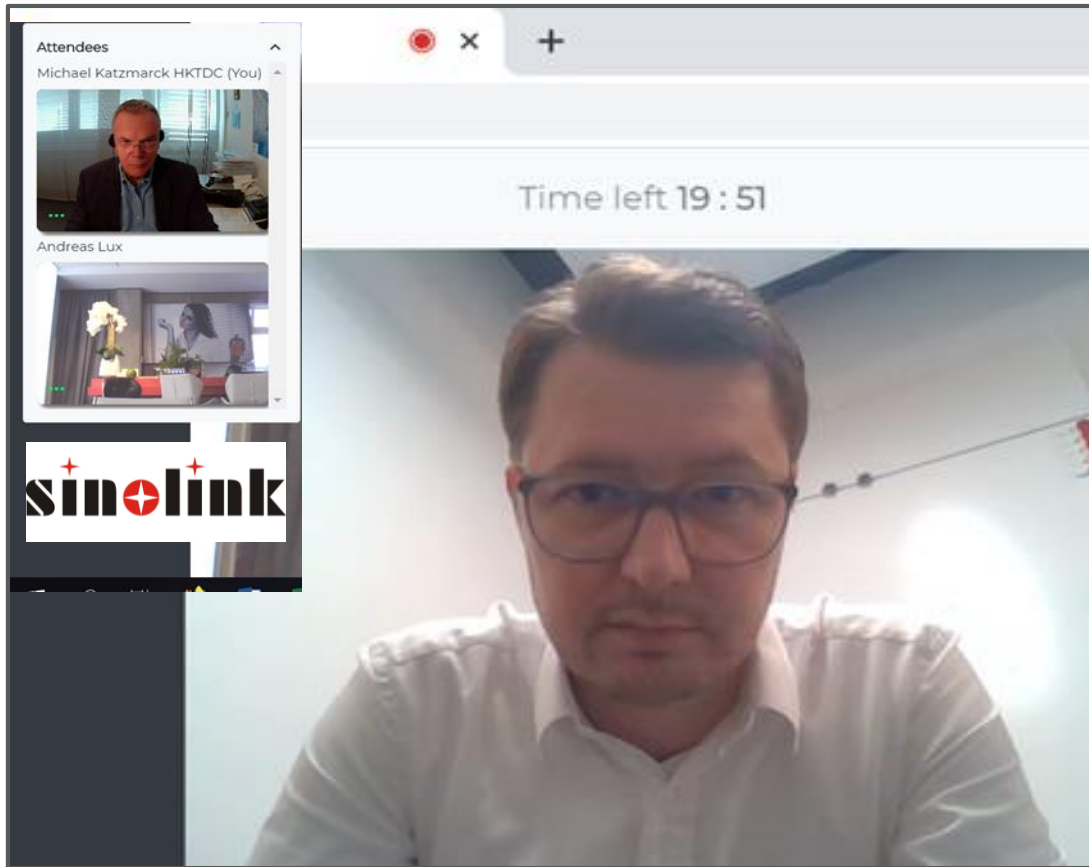 Attendees
Michael Katzmarck HKTDC (You)
Andreas Lux
sinolink
Time left 19 : 51